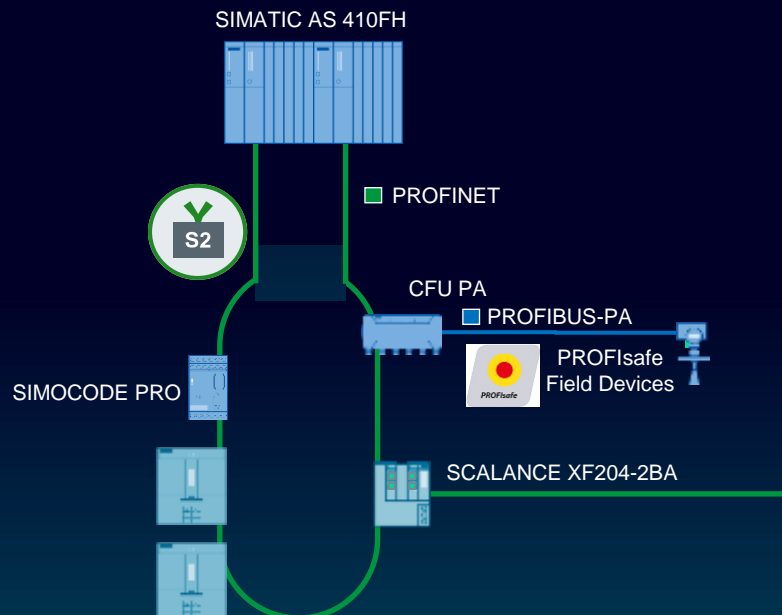 SIMATIC AS 410FH
PROFINET
S2
CFU PA
PROFIBUS-PA
PROFIsafe
Field Devices
PROFIsafe
SIMOCODE PRO
SCALANCE XF204-2BA